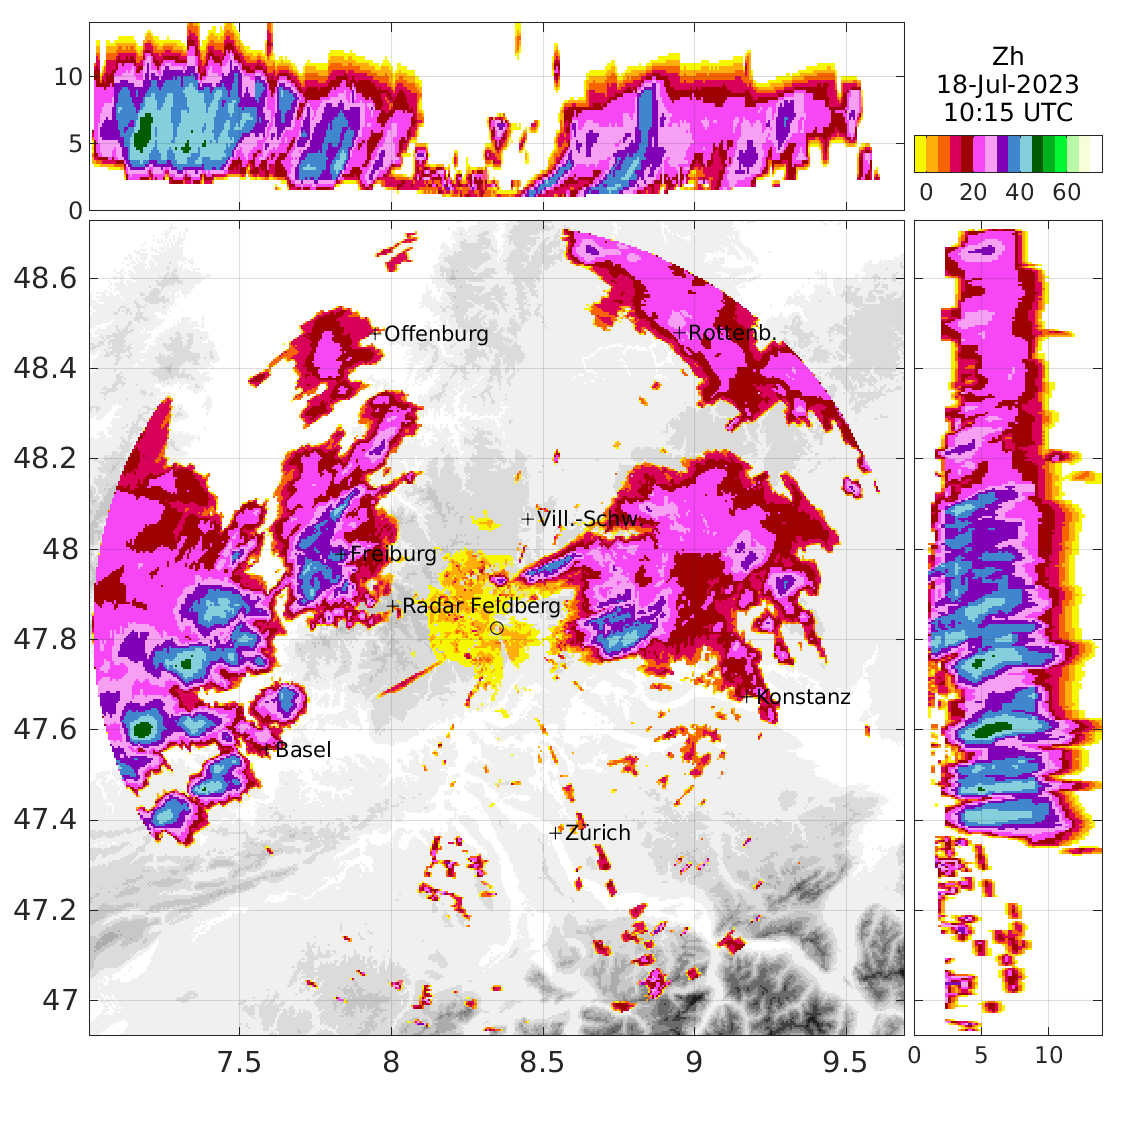 Zh
18-Jul-2023
10:15 UTC
10
5
0
0 20 40 60
48.6
48.4
48.2
48
47.8
47.6
47.4
47.2
47
+Offenburg
+Rottenb.
+Vill.-Schw.
+Freiburg
+Radar Feldberg
+Konstanz
+Basel
+Zürich
7.5 8 8.5 9 9.5
0 5 10